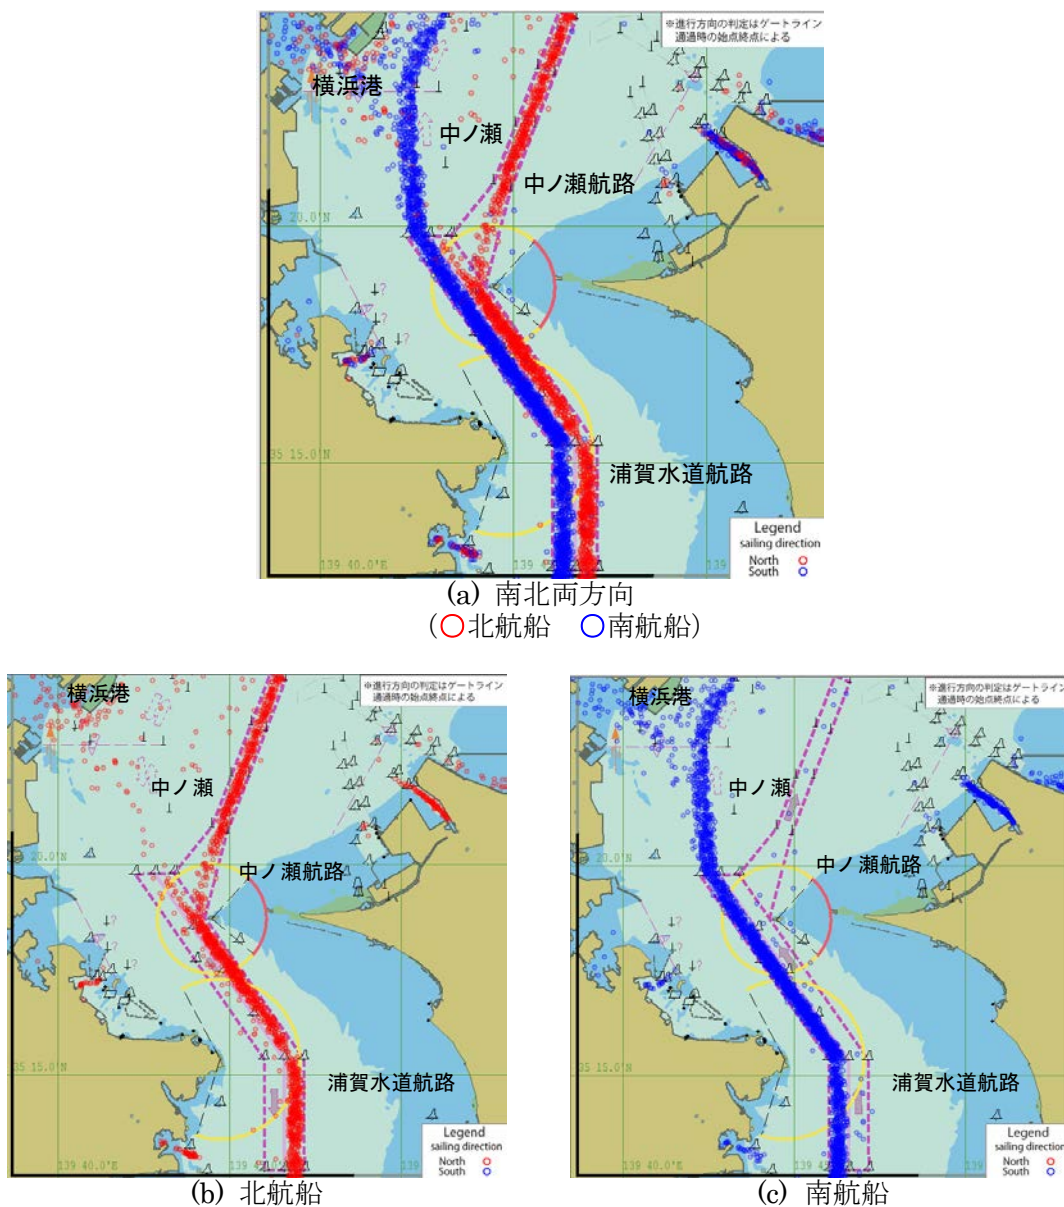 ※進行方向の判定はゲートライン
通過時の始点終点による
横浜港
中ノ瀬
中ノ瀬航路
20.0'N
35 15.0'N
浦賀水道航路
139 40.0'E
Legend
sailing direction
North
South
(a) 南北両方向
(○北航船 ○南航船)
※進行方向の判定はゲートライン
通過時の始点終点による
横浜港
中ノ瀬
中ノ瀬航路
20.0'N
35 15.0'N
浦賀水道航路
139 40.0'E
Legend
sailing direction
North
South
(b) 北航船
※進行方向の判定はゲートライン
通過時の始点終点による
横浜港
中ノ瀬
中ノ瀬航路
20.0'N
35 15.0'N
浦賀水道航路
139 40.0'E
Legend
sailing direction
North
South
(c) 南航船